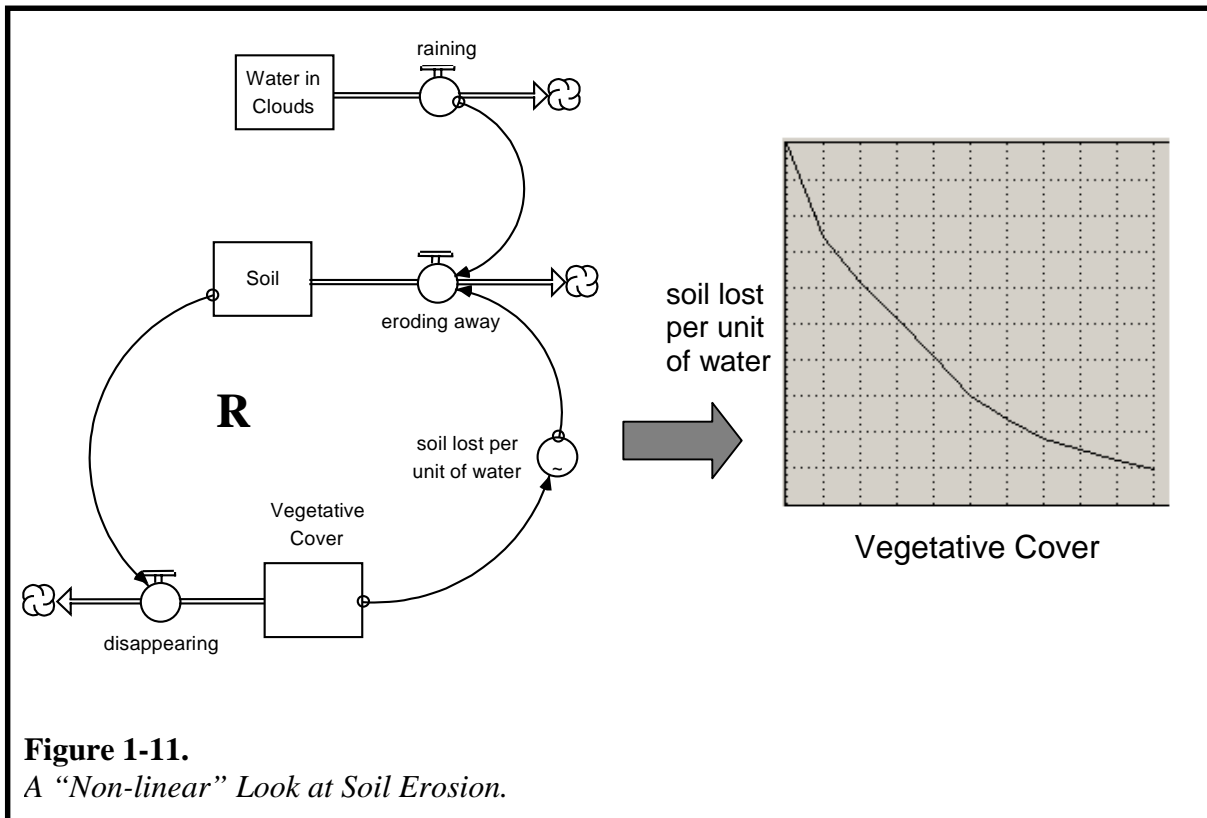 raining
Water in
Clouds
Soil
eroding away
R
soil lost per
unit of water
~
Vegetative
Cover
disappearing
soil lost
per unit
of water
Vegetative Cover
Figure 1-11.
A “Non-linear” Look at Soil Erosion.